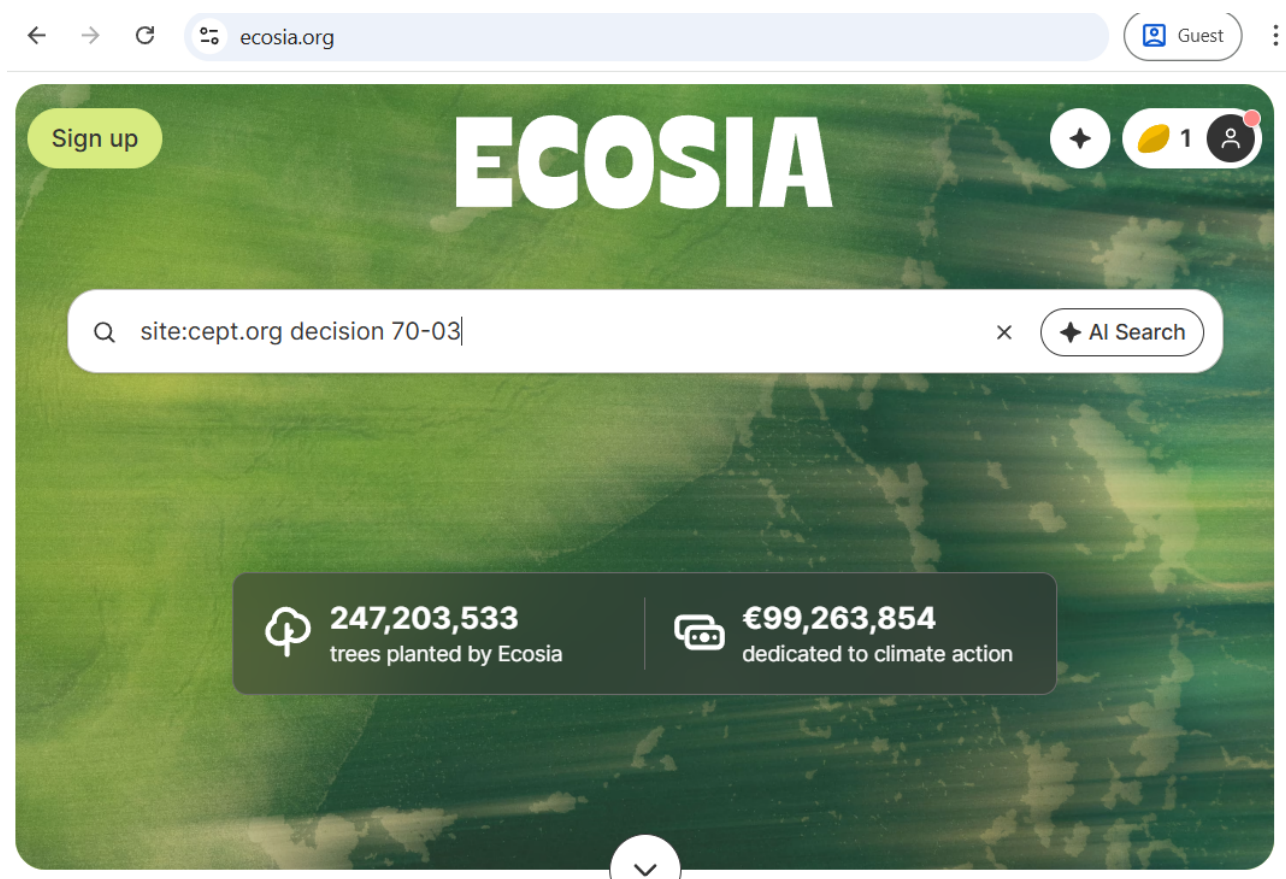 ecosia.org
Guest
Sign up
ECOSIA
1
site:cept.org decision 70-03
AI Search
247,203,533
trees planted by Ecosia
€99,263,854
dedicated to climate action